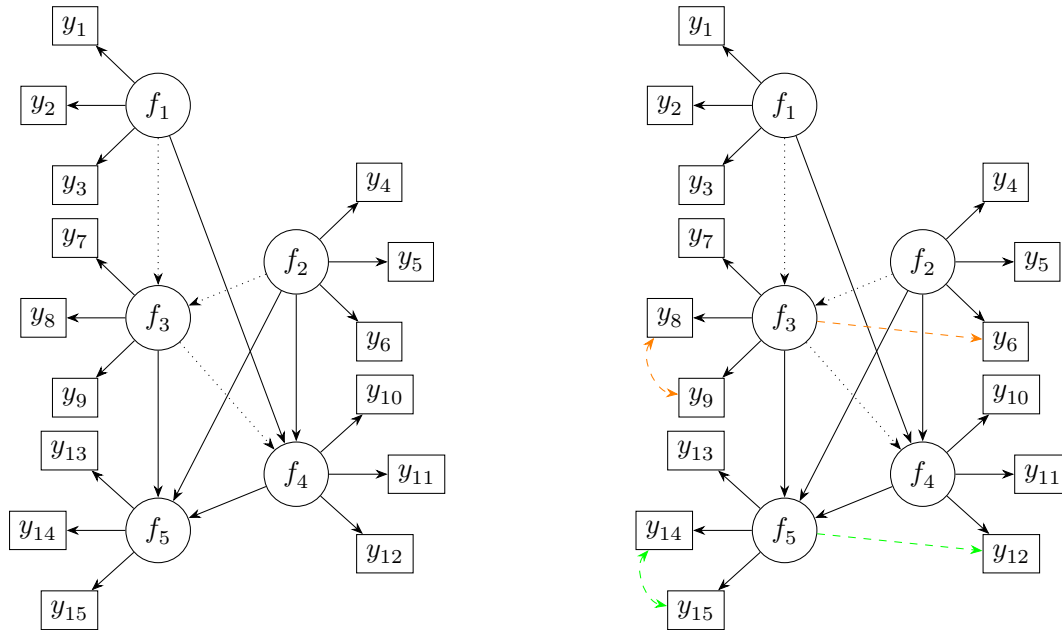 y₁
f₁
y₂
y₃
y₄
y₇
f₂
y₅
y₈
f₃
y₆
y₉
y₁₀
y₁₃
f₄
y₁₁
y₁₄
f₅
y₁₂
y₁₅
y₁
f₁
y₂
y₃
y₄
y₇
f₂
y₅
y₈
f₃
y₆
y₉
y₁₀
y₁₃
f₄
y₁₁
y₁₄
f₅
y₁₂
y₁₅